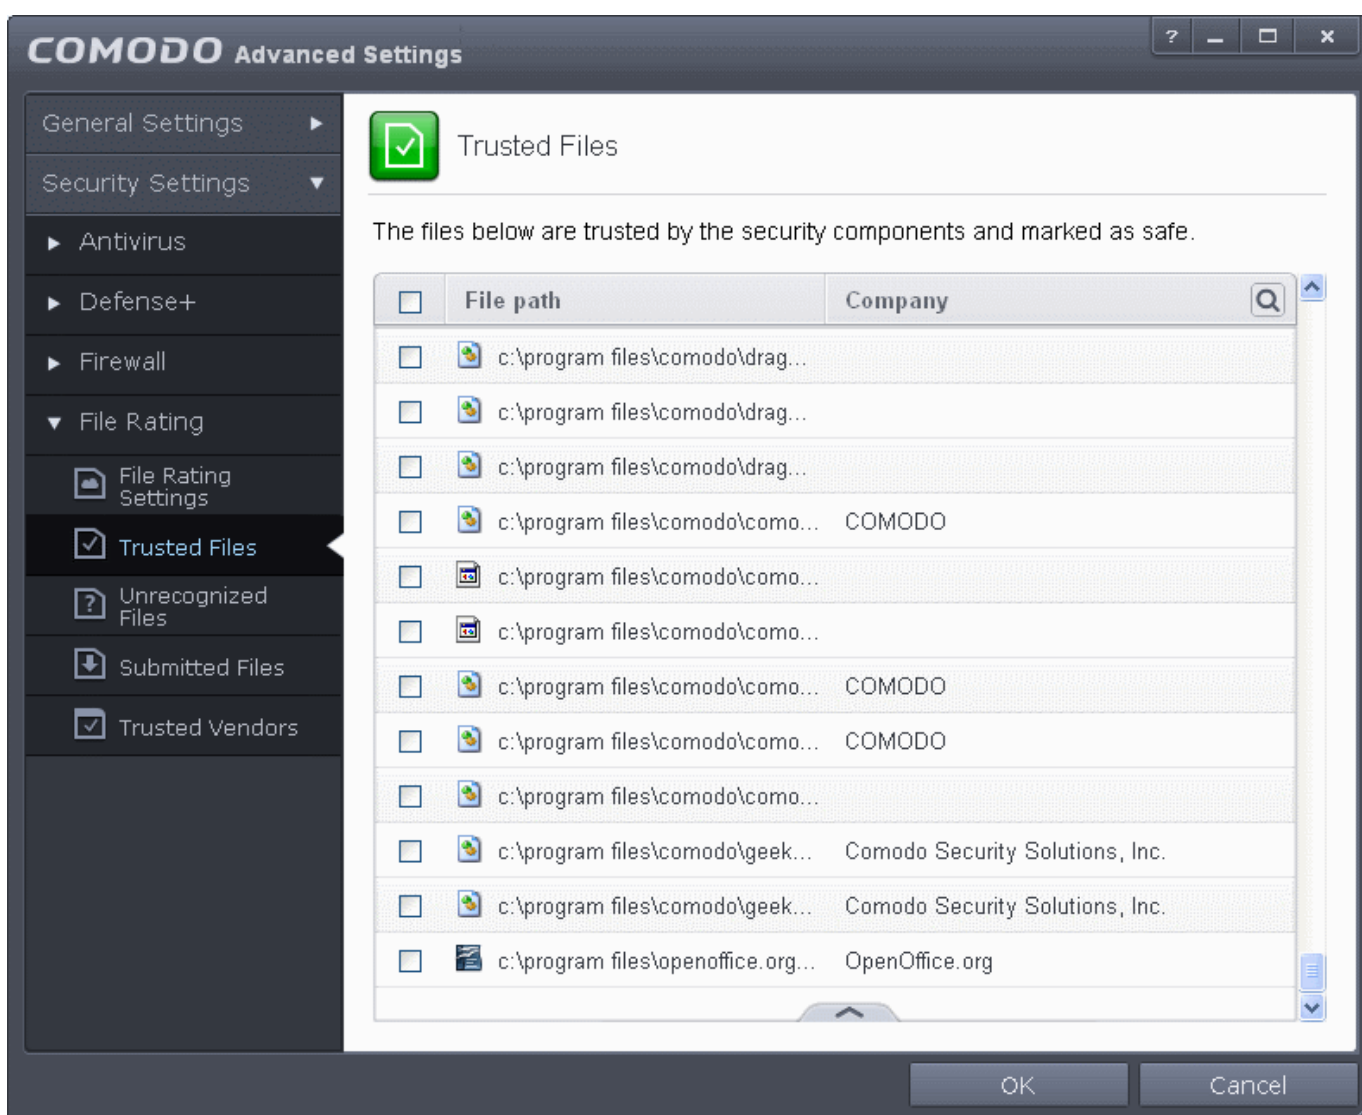 COMODO Advanced Settings
?
General Settings
Security Settings
Antivirus
Defense+
Firewall
File Rating
File Rating
Settings
Trusted Files
?
Unrecognized
Files
Submitted Files
Trusted Vendors
Trusted Files
The files below are trusted by the security components and marked as safe.
File path Company
c:\program files\comodo\drag...
c:\program files\comodo\drag...
c:\program files\comodo\drag...
c:\program files\comodo\como... COMODO
c:\program files\comodo\como...
c:\program files\comodo\como...
c:\program files\comodo\como... COMODO
c:\program files\comodo\como... COMODO
c:\program files\comodo\como...
c:\program files\comodo\geek... Comodo Security Solutions, Inc.
c:\program files\comodo\geek... Comodo Security Solutions, Inc.
c:\program files\openoffice.org... OpenOffice.org
OK Cancel